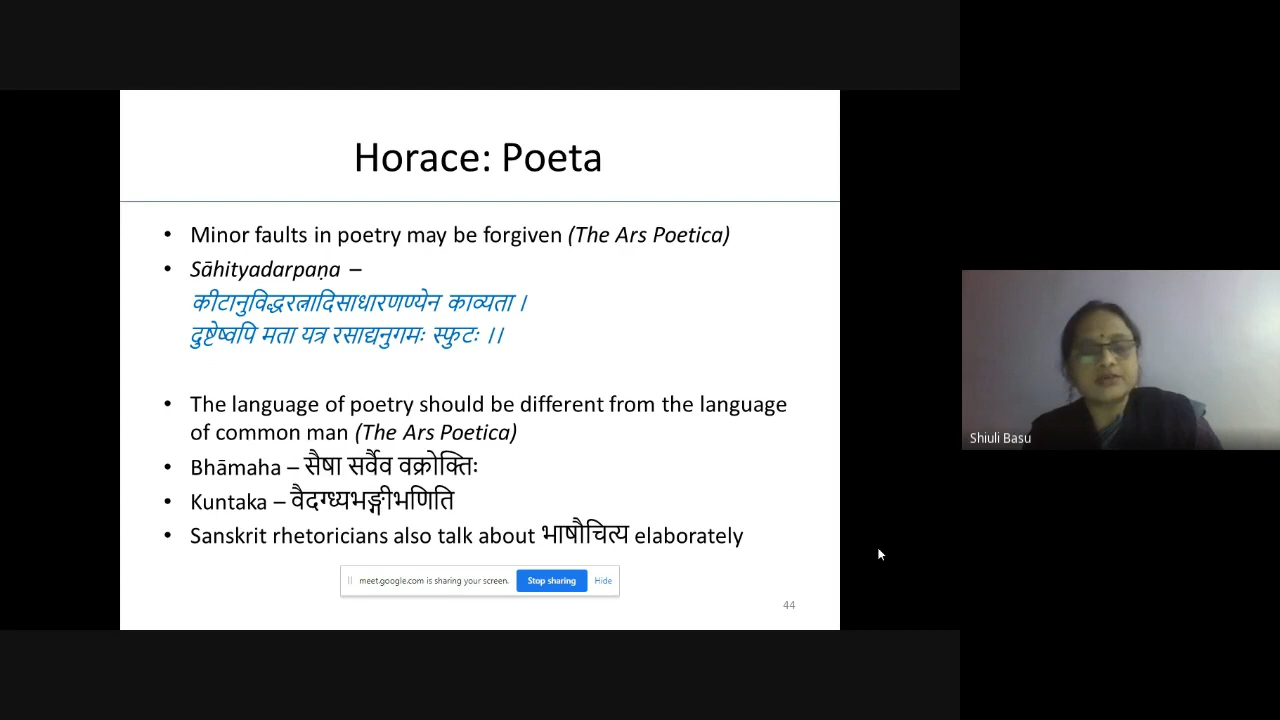 Horace: Poeta
• Minor faults in poetry may be forgiven (The Ars Poetica)
• Sāhityadarpaṇa –
कीटानुविद्धरत्नादिसाधारणण्येन काव्यता ।
दुष्टेष्वपि मता यत्र रसाद्यनुगमः स्फुटः ।।
• The language of poetry should be different from the language
of common man (The Ars Poetica)
• Bhāmaha – सैषा सर्वैव वक्रोक्तिः
• Kuntaka – वैदग्ध्यभङ्गीभणिति
• Sanskrit rhetoricians also talk about भाषौचित्य elaborately
meet.google.com is sharing your screen. Stop sharing Hide
44
Shiuli Basu